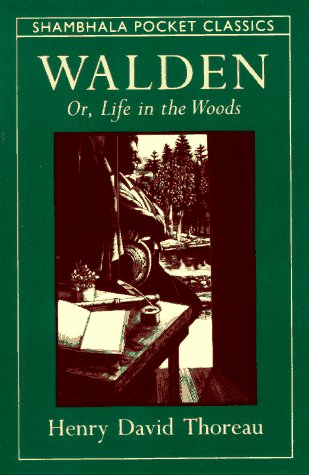 SHAMBHALA POCKET CLASSICS
WALDEN
Or, Life in the Woods
Henry David Thoreau